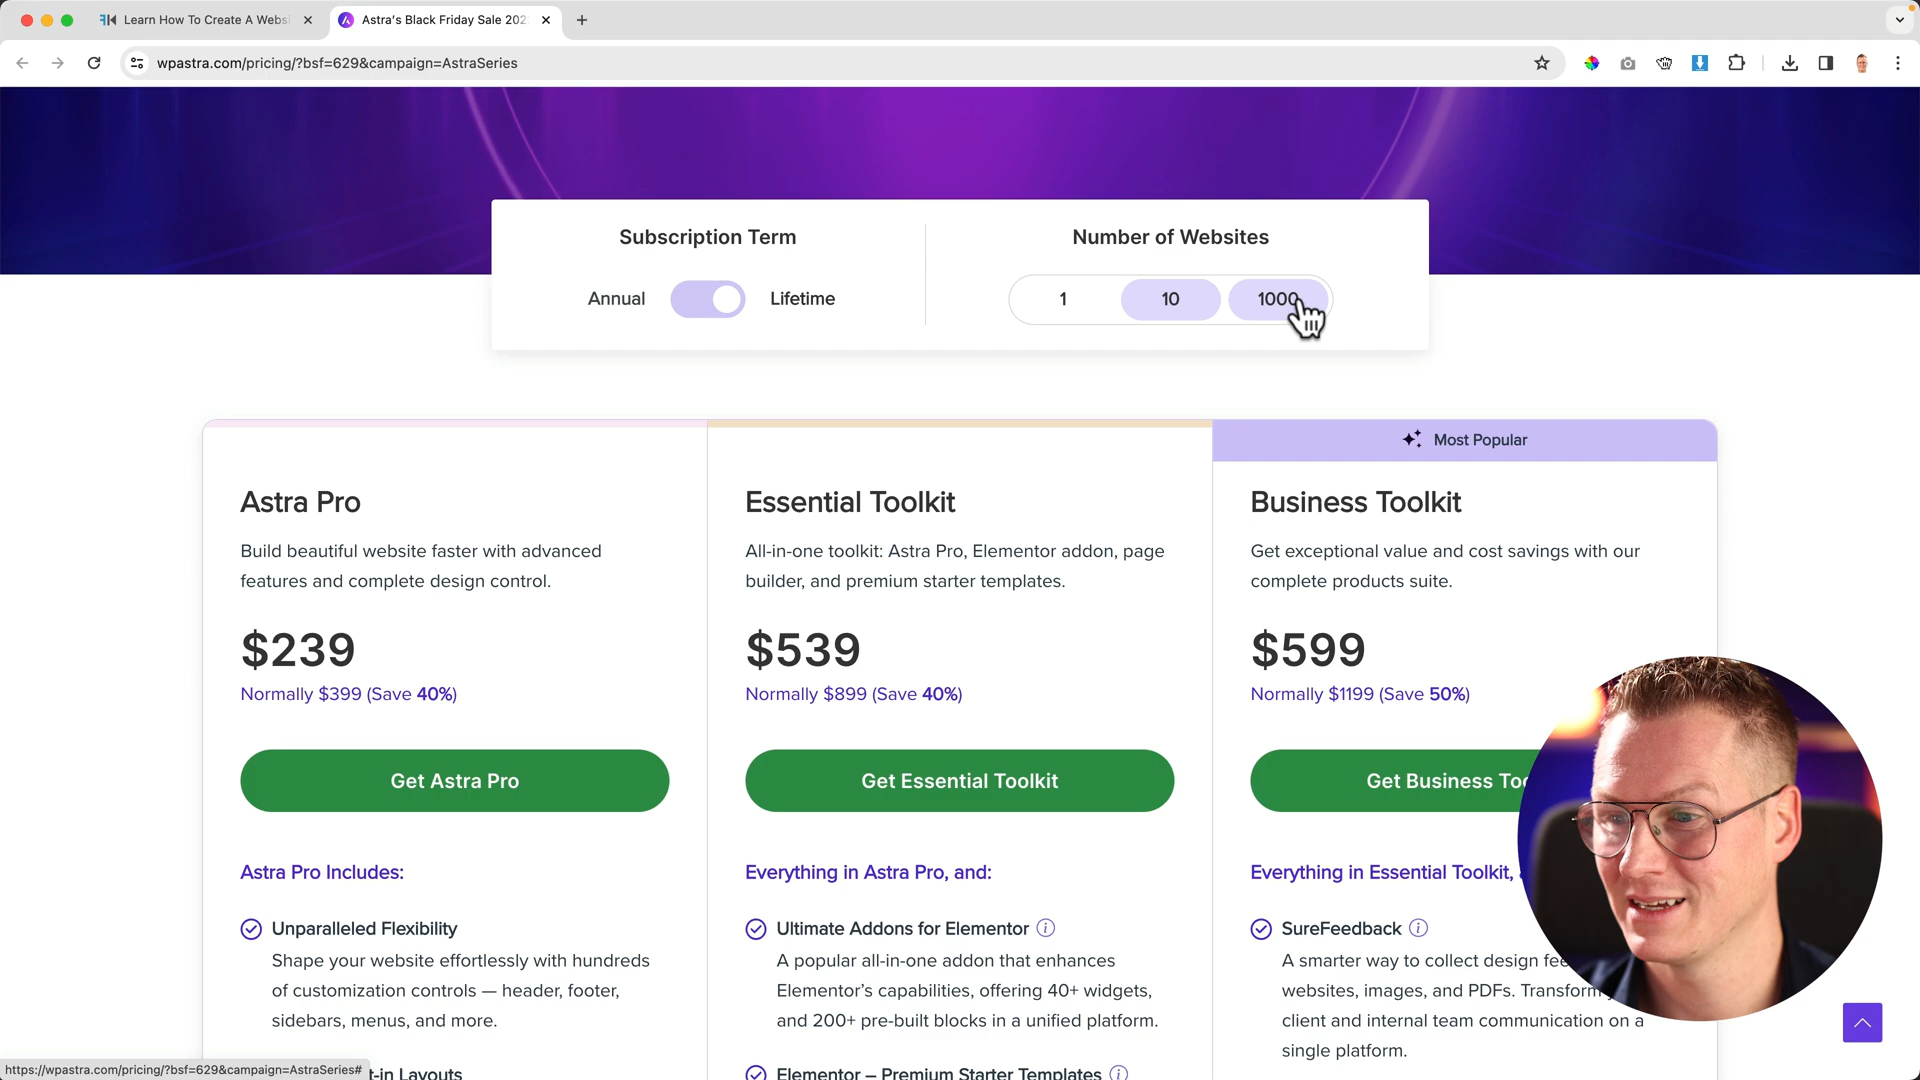 Learn How To Create A Websi
Astra's Black Friday Sale 202
wpastra.com/pricing/?bsf=629&campaign=AstraSeries
Subscription Term
Number of Websites
Annual
Lifetime
1
10
1000
Most Popular
Astra Pro
Essential Toolkit
Business Toolkit
Build beautiful website faster with advanced
features and complete design control.
All-in-one toolkit: Astra Pro, Elementor addon, page
builder, and premium starter templates.
Get exceptional value and cost savings with our
complete products suite.
$239
$539
$599
Normally $399 (Save 40%)
Normally $899 (Save 40%)
Normally $1199 (Save 50%)
Get Astra Pro
Get Essential Toolkit
Get Business Too
Astra Pro Includes:
Everything in Astra Pro, and:
Everything in Essential Toolkit,
Unparalleled Flexibility
Shape your website effortlessly with hundreds
of customization controls — header, footer,
sidebars, menus, and more.
Ultimate Addons for Elementor
A popular all-in-one addon that enhances
Elementor's capabilities, offering 40+ widgets,
and 200+ pre-built blocks in a unified platform.
SureFeedback
A smarter way to collect design fee
websites, images, and PDFs. Transform y
client and internal team communication on a
single platform.
https://wpastra.com/pricing/?bsf=629&campaign=AstraSeries#
t-in Layouts
Elementor – Premium Starter Templates